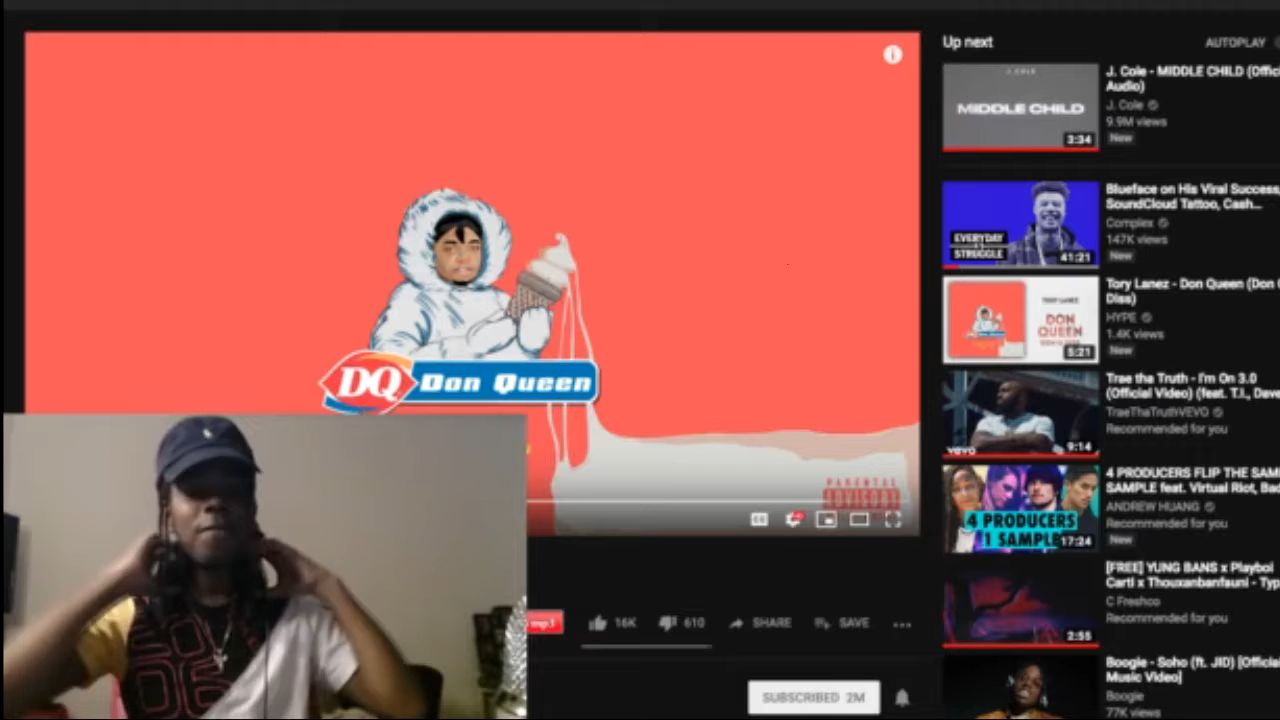 DQ Don Queen
PARENTAL
ADVISORY
CC
mp3
16K
610
SHARE
SAVE
SUBSCRIBED 2M
Up next
AUTOPLAY
J. COLE
MIDDLE CHILD
3:34
J. Cole - MIDDLE CHILD (Offici
Audio)
J. Cole
9.9M views
New
EVERYDAY
STRUGGLE
41:21
Blueface on His Viral Success,
SoundCloud Tattoo, Cash...
Complex
147K views
New
TORY LANEZ
DON
QUEEN
5:21
Tory Lanez - Don Queen (Don
Diss)
HYPE
1.4K views
New
vevo
9:14
Trae tha Truth - I'm On 3.0
(Official Video) (feat. T.I., Dave
TraeThaTruthVEVO
Recommended for you
4 PRODUCERS
1 SAMPLE
17:24
4 PRODUCERS FLIP THE SAM
SAMPLE feat. Virtual Riot, Bad
ANDREW HUANG
Recommended for you
New
2:55
[FREE] YUNG BANS x Playboi
Carti x Thouxanbanfauni - Typ
C Freshco
Recommended for you
Boogie - Soho (ft. JID) [Official
Music Video]
Boogie
77K views